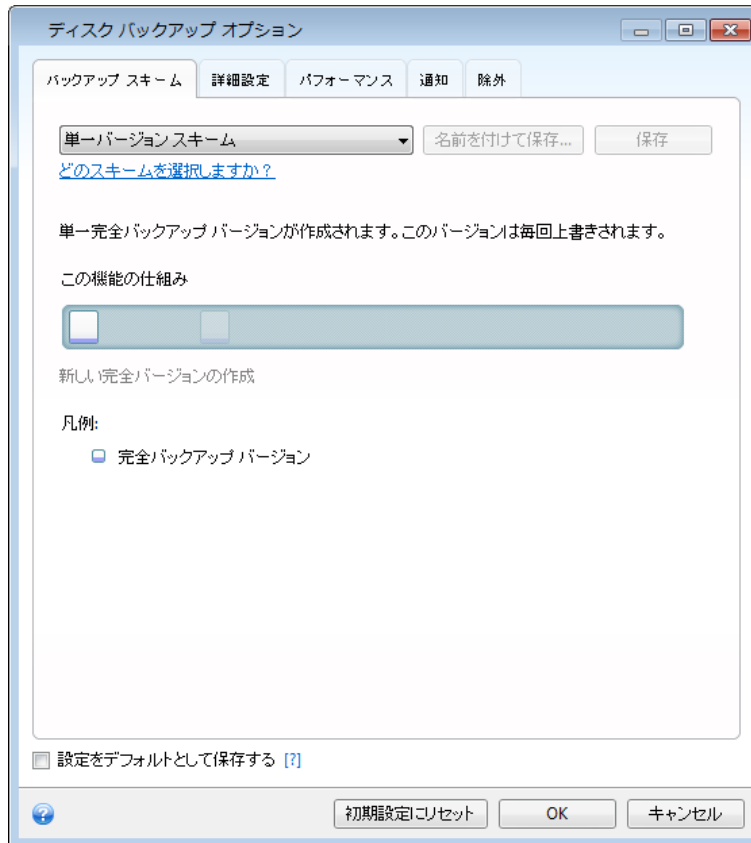 ディスク バックアップ オプション
バックアップ スキーム
詳細設定
パフォーマンス
通知
除外
単一バージョン スキーム
名前を付けて保存...
保存
どのスキームを選択しますか？
単一完全バックアップ バージョンが作成されます。このバージョンは毎回上書きされます。
この機能の仕組み
新しい完全バージョンの作成
凡例:
完全バックアップ バージョン
設定をデフォルトとして保存する [?]
初期設定にリセット
OK
キャンセル